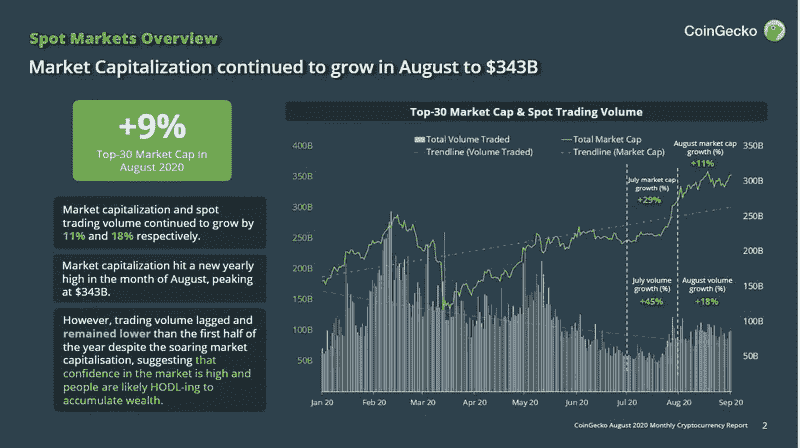 Spot Markets Overview
CoinGecko
Market Capitalization continued to grow in August to $343B
+9%
Top-30 Market Cap in
August 2020
Market capitalization and spot
trading volume continued to grow by
11% and 18% respectively.
Market capitalization hit a new yearly
high in the month of August, peaking
at $343B.
However, trading volume lagged and
remained lower than the first half of
the year despite the soaring market
capitalisation, suggesting that
confidence in the market is high and
people are likely HODL-ing to
accumulate wealth.
Top-30 Market Cap & Spot Trading Volume
Total Volume Traded
Total Market Cap
Trendline (Volume Traded)
Trendline (Market Cap)
August market cap
growth (%)
+11%
July market cap
growth (%)
+29%
July volume
growth (%)
+45%
August volume
growth (%)
+18%
400B
350B
300B
250B
200B
150B
100B
50B
350B
300B
250B
200B
150B
100B
50B
Jan 20
Feb 20
Mar 20
Apr 20
May 20
Jun 20
Jul 20
Aug 20
Sep 20
CoinGecko August 2020 Monthly Cryptocurrency Report
2